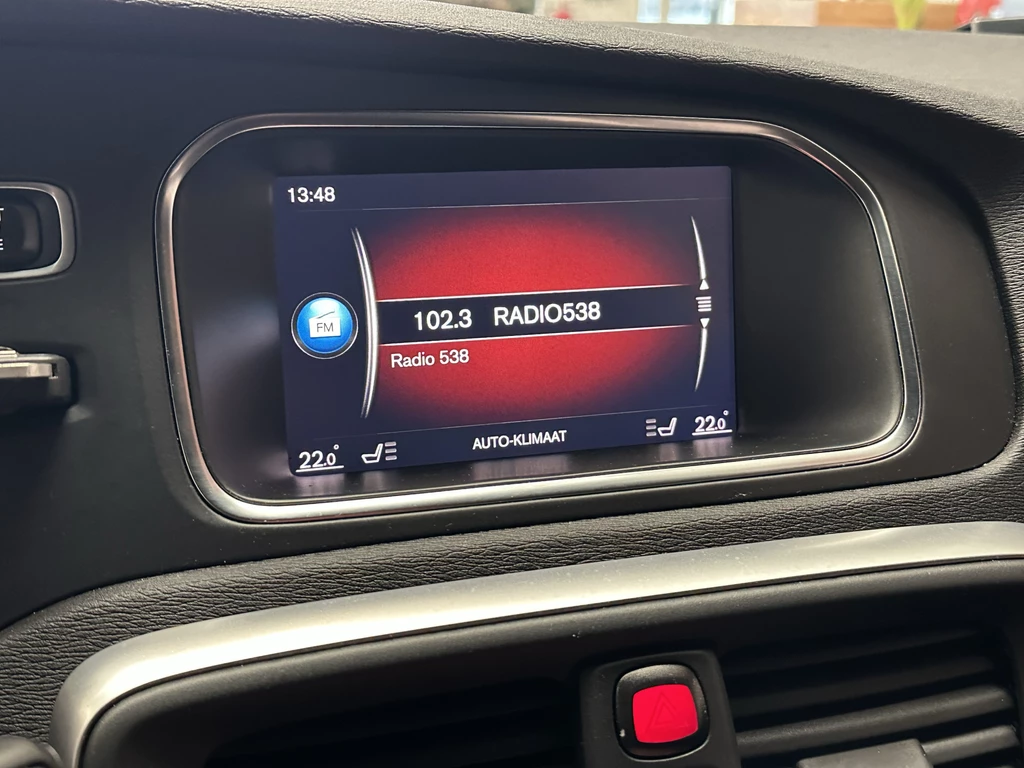 13:48
FM
102.3 RADIO538
Radio 538
22.0°
AUTO-KLIMAAT
22.0°